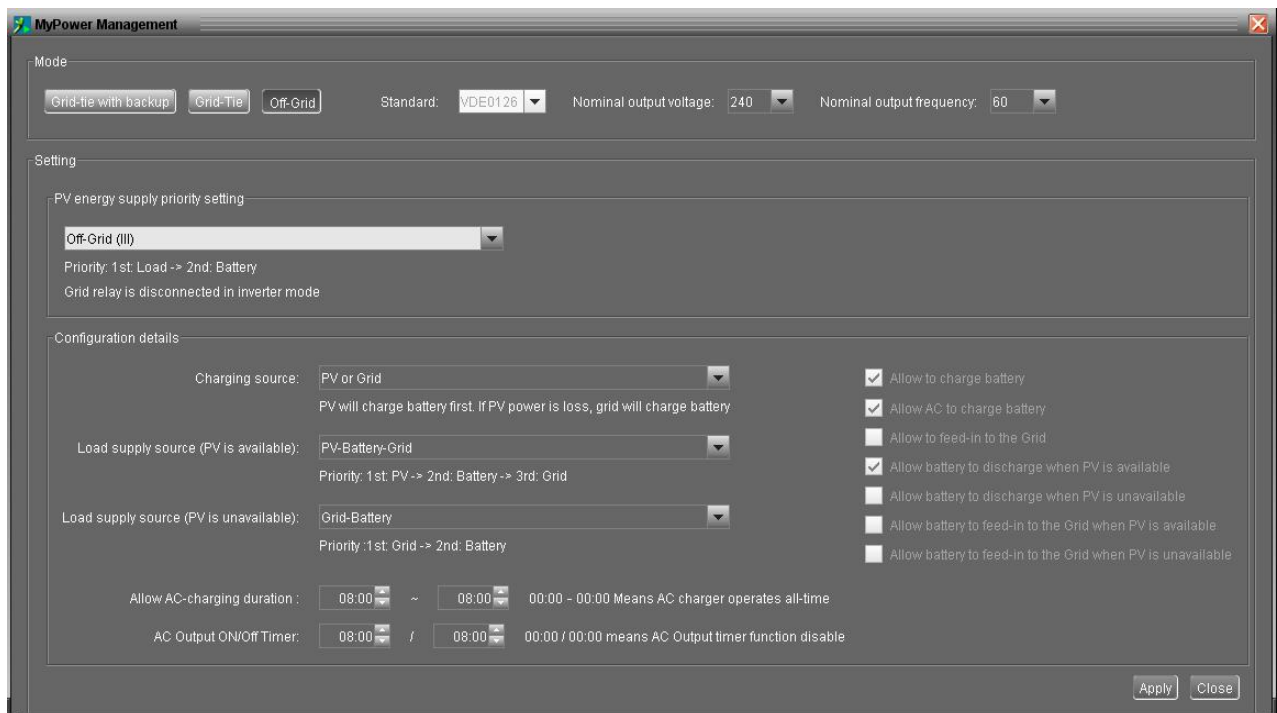 MyPower Management
Mode
Grid-tie with backup Grid-Tie Off-Grid Standard: VDE0126 Nominal output voltage: 240 Nominal output frequency: 60
Setting
PV energy supply priority setting
Off-Grid (III)
Priority: 1st: Load -> 2nd: Battery
Grid relay is disconnected in inverter mode
Configuration details
Charging source: PV or Grid Allow to charge battery
PV will charge battery first. If PV power is loss, grid will charge battery
Allow AC to charge battery
Allow to feed-in to the Grid
Load supply source (PV is available): PV-Battery-Grid
Priority: 1st: PV -> 2nd: Battery -> 3rd: Grid
Allow battery to discharge when PV is available
Allow battery to discharge when PV is unavailable
Load supply source (PV is unavailable): Grid-Battery
Allow battery to feed-in to the Grid when PV is available
Priority :1st: Grid -> 2nd: Battery
Allow battery to feed-in to the Grid when PV is unavailable
Allow AC-charging duration : 08:00 ~ 08:00 00:00 - 00:00 Means AC charger operates all-time
AC Output ON/Off Timer: 08:00 / 08:00 00:00 / 00:00 means AC Output timer function disable
Apply Close